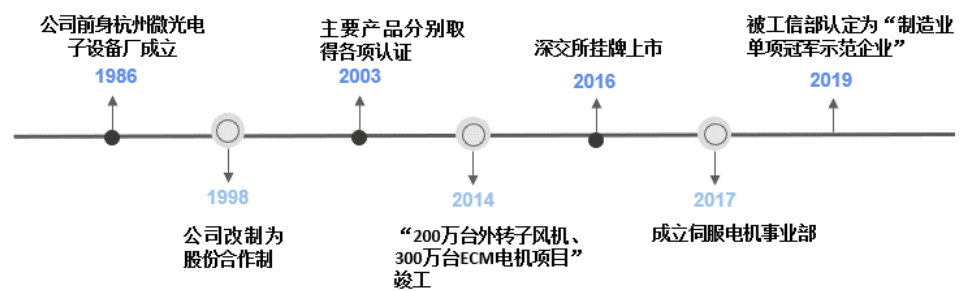 公司前身杭州微光电
子设备厂成立
1986
主要产品分别取
得各项认证
2003
深交所挂牌上市
2016
被工信部认定为“制造业
单项冠军示范企业”
2019
1998
公司改制为
股份合作制
2014
“200万台外转子风机、
300万台ECM电机项目”
竣工
2017
成立伺服电机事业部